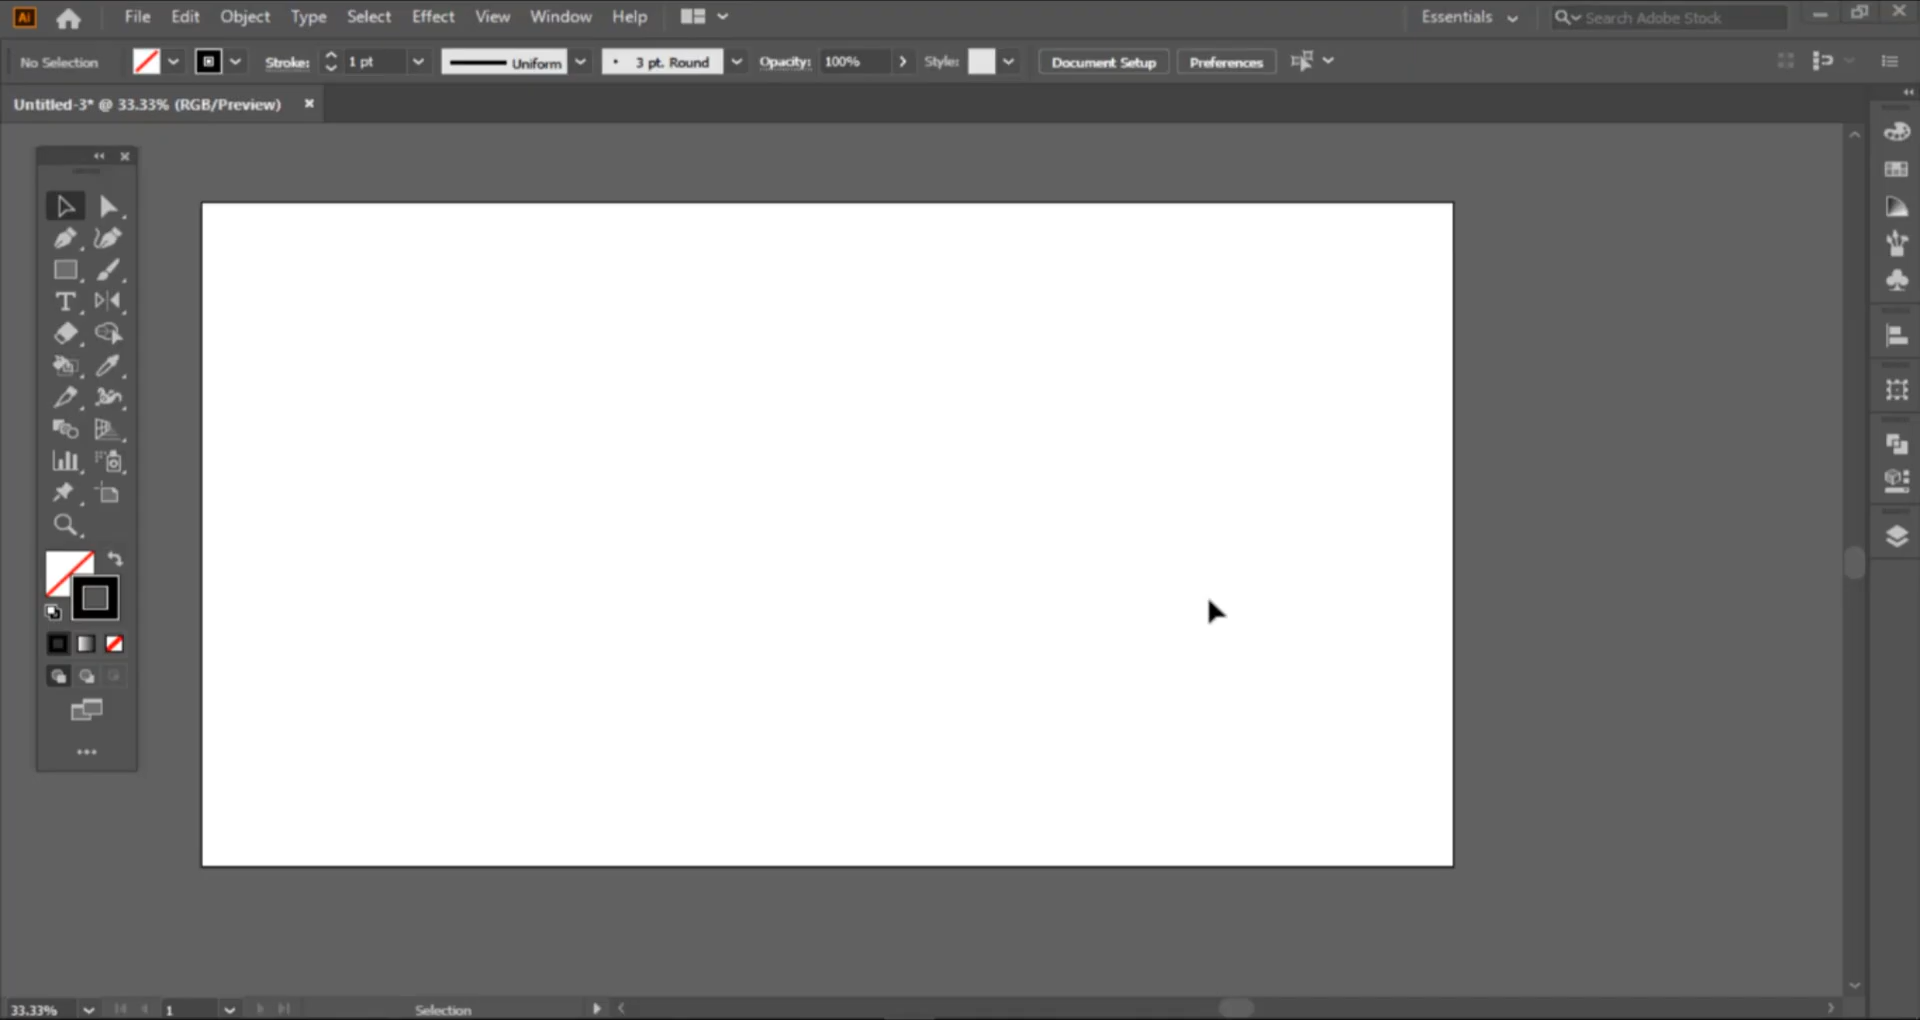 Ai File Edit Object Type Select Effect View Window Help Essentials Search Adobe Stock
No Selection Stroke: 1 pt Uniform 3 pt. Round Opacity: 100% Style: Document Setup Preferences
Untitled-3* @ 33.33% (RGB/Preview)
33.33% 1 Selection